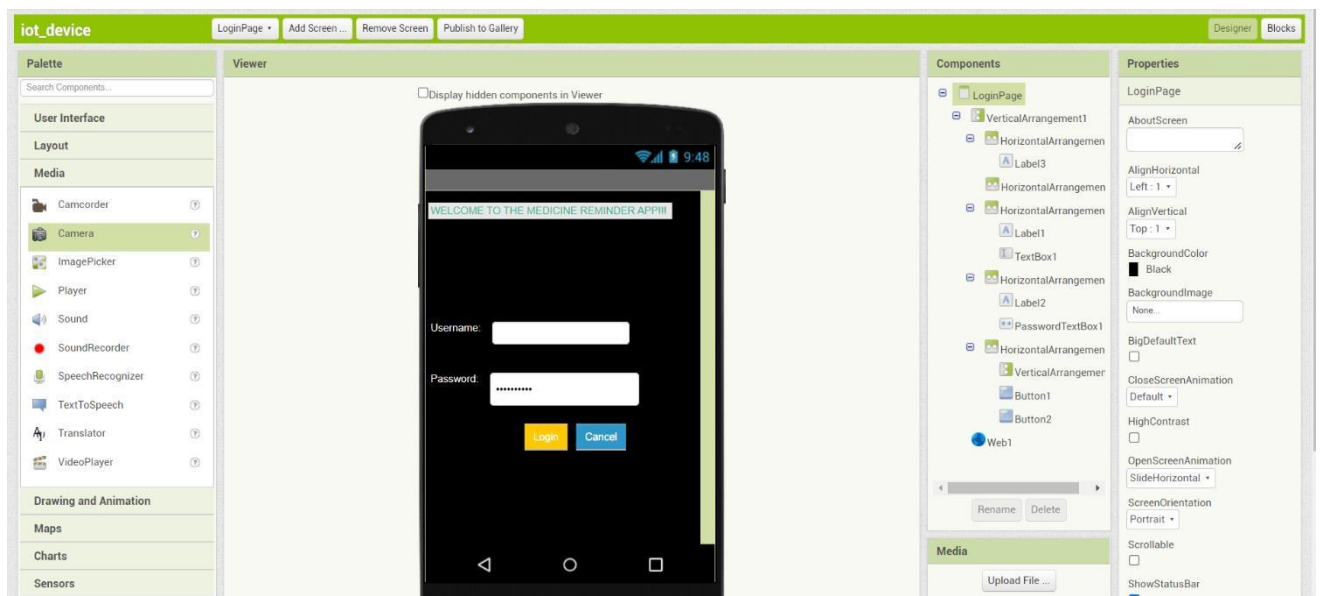 iot_device
LoginPage
Add Screen ...
Remove Screen
Publish to Gallery
Designer
Blocks
Palette
Search Components...
User Interface
Layout
Media
Camcorder
Camera
ImagePicker
Player
Sound
SoundRecorder
SpeechRecognizer
TextToSpeech
Translator
VideoPlayer
Drawing and Animation
Maps
Charts
Sensors
Viewer
Display hidden components in Viewer
9:48
WELCOME TO THE MEDICINE REMINDER APP!!!
Username:
Password:
Login
Cancel
Components
LoginPage
VerticalArrangement1
HorizontalArrangemen
Label3
HorizontalArrangemen
HorizontalArrangemen
Label1
TextBox1
HorizontalArrangemen
Label2
PasswordTextBox1
HorizontalArrangemen
VerticalArrangemer
Button1
Button2
Web1
Rename
Delete
Media
Upload File ...
Properties
LoginPage
AboutScreen
AlignHorizontal
Left : 1
AlignVertical
Top : 1
BackgroundColor
Black
BackgroundImage
None...
BigDefaultText
CloseScreenAnimation
Default
HighContrast
OpenScreenAnimation
SlideHorizontal
ScreenOrientation
Portrait
Scrollable
ShowStatusBar